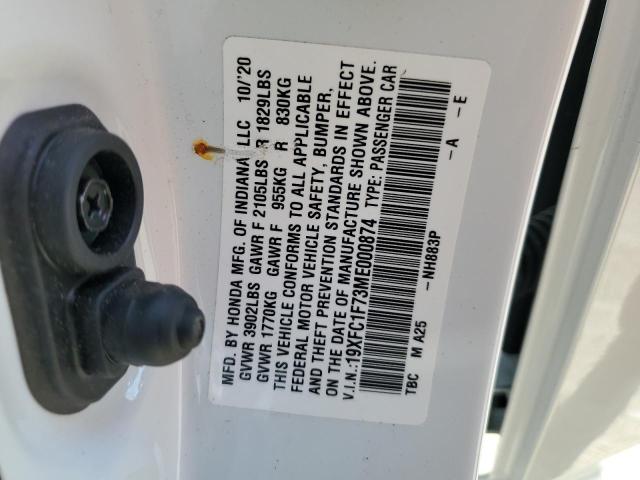 MFD. BY HONDA MFG. OF INDIANA, LLC 10/'20
GVWR 3902LBS GAWR F 2105LBS R 1829LBS
GVWR 1770KG GAWR F 955KG R 830KG
THIS VEHICLE CONFORMS TO ALL APPLICABLE
FEDERAL MOTOR VEHICLE SAFETY, BUMPER,
AND THEFT PREVENTION STANDARDS IN EFFECT
ON THE DATE OF MANUFACTURE SHOWN ABOVE.
V.I.N.:19XFC1F73ME000874 TYPE: PASSENGER CAR
TBC M A25 -NH883P -A -E